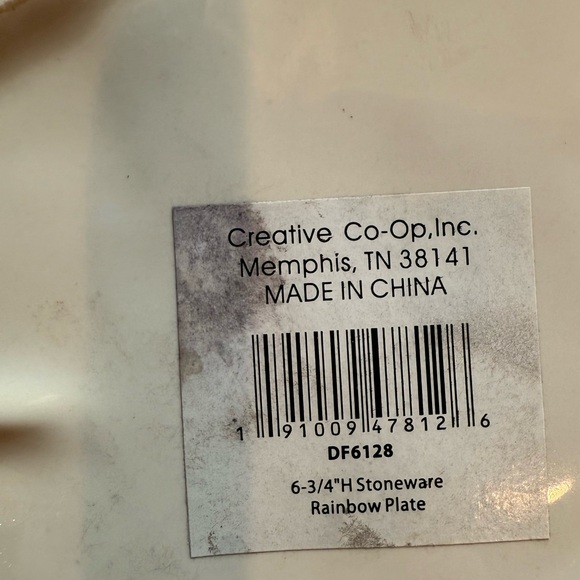 Creative Co-Op,Inc.
Memphis, TN 38141
MADE IN CHINA
1 91009 47812 6
DF6128
6-3/4"H Stoneware
Rainbow Plate